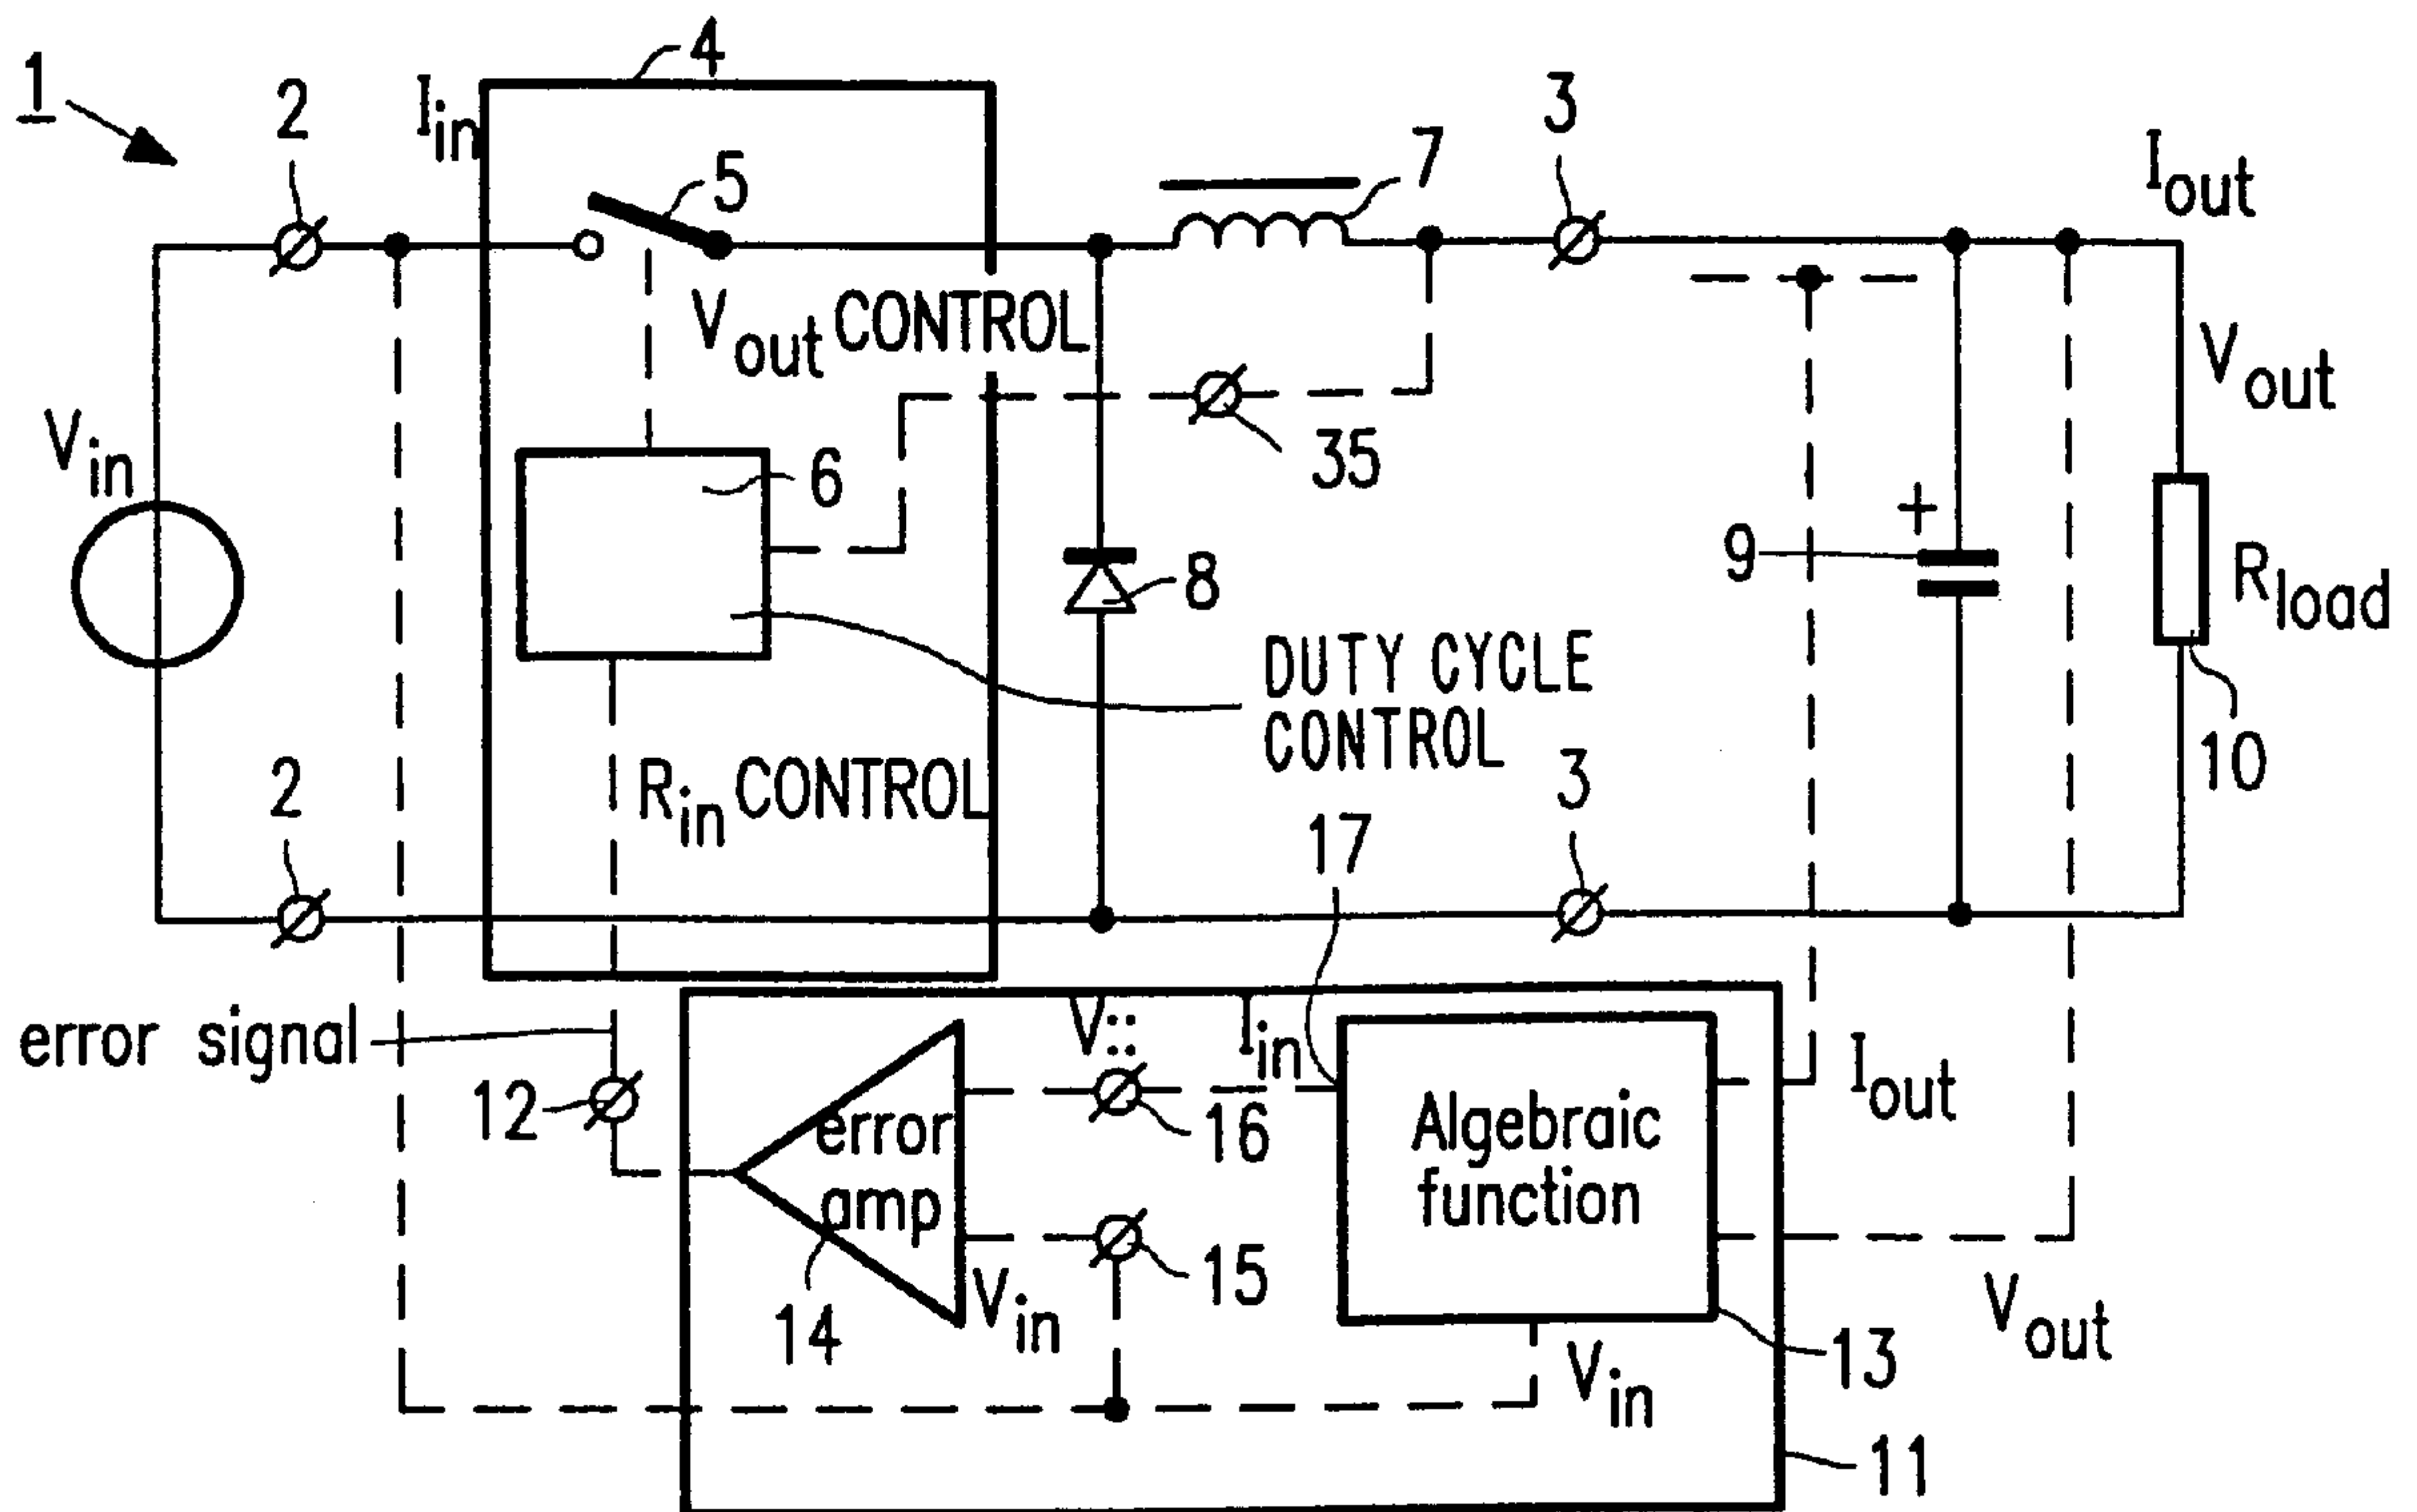 1
2
I_in
4
5
7
3
I_out
V_out CONTROL
V_out
V_in
35
6
9
+
8
R_load
DUTY CYCLE
CONTROL
10
R_in CONTROL
2
3
17
error signal
V::
I_in
I_out
12
error
amp
16
Algebraic
function
15
V_in
14
V_in
13
V_out
11